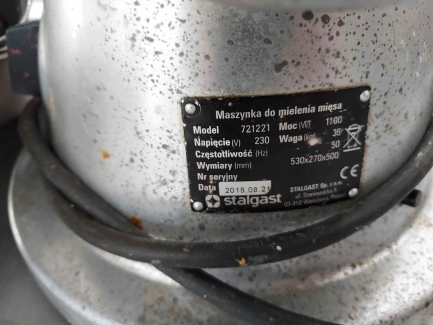 Maszynka do mielenia mięsa
Model 721221 Moc (W) 1100
Napięcie (V) 230 Waga (kg) 35
Częstotliwość (Hz) 50
Wymiary (mm) 530x270x500
Nr seryjny
Data 2015.08.21 STALGAST Sp. z o.o.
stalgast